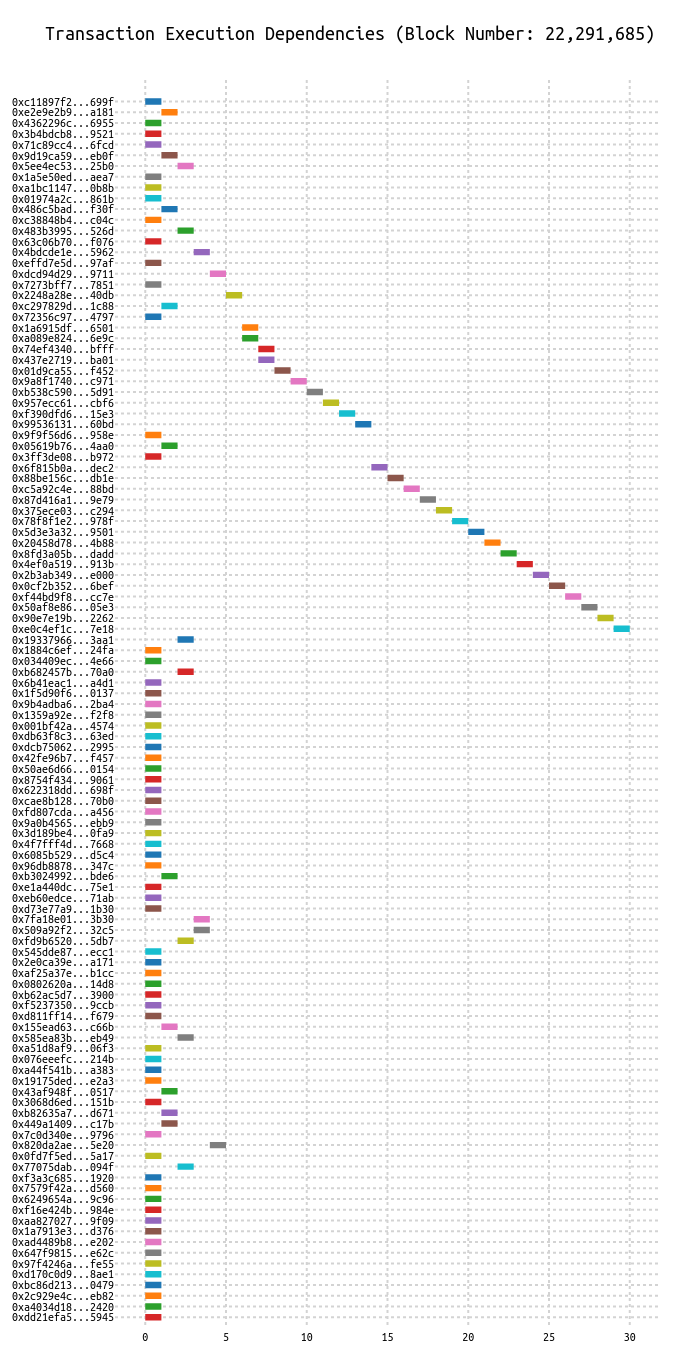 Transaction Execution Dependencies (Block Number: 22,291,685)
0xc11897f2...699f
0xe2e9e2b9...a181
0x4362296c...6955
0x3b4bdcb8...9521
0x71c89cc4...6fcd
0x9d19ca59...eb0f
0x5ee4ec53...25b0
0x1a5e50ed...aea7
0xa1bc1147...0b8b
0x01974a2c...861b
0x486c5bad...f30f
0xc38848b4...c04c
0x483b3995...526d
0x63c06b70...f076
0x4bdcde1e...5962
0xeffd7e5d...97af
0xdcd94d29...9711
0x7273bff7...7851
0x2248a28e...40db
0xc297829d...1c88
0x72356c97...4797
0x1a6915df...6501
0xa089e824...6e9c
0x74ef4340...bfff
0x437e2719...ba01
0x01d9ca55...f452
0x9a8f1740...c971
0xb538c590...5d91
0x957ecc61...cbf6
0xf390dfd6...15e3
0x99536131...60bd
0x9f9f56d6...958e
0x05619b76...4aa0
0x3ff3de08...b972
0x6f815b0a...dec2
0x88be156c...db1e
0xc5a92c4e...88bd
0x87d416a1...9e79
0x375ece03...c294
0x78f8f1e2...978f
0x5d3e3a32...9501
0x20458d78...4b88
0x8fd3a05b...dadd
0x4ef0a519...913b
0x2b3ab349...e000
0x0cf2b352...6bef
0xf44bd9f8...cc7e
0x50af8e86...05e3
0x90e7e19b...2262
0xe0c4ef1c...7e18
0x19337966...3aa1
0x1884c6ef...24fa
0x034409ec...4e66
0xb682457b...70a0
0x6b41eac1...a4d1
0x1f5d90f6...0137
0x9b4adba6...2ba4
0x1359a92e...f2f8
0x001bf42a...4574
0xdb63f8c3...63ed
0xdcb75062...2995
0x42fe96b7...f457
0x50ae6d66...0154
0x8754f434...9061
0x622318dd...698f
0xcae8b128...70b0
0xfd807cda...a456
0x9a0b4565...ebb9
0x3d189be4...0fa9
0x4f7fff4d...7668
0x6085b529...d5c4
0x96db8878...347c
0xb3024992...bde6
0xe1a440dc...75e1
0xeb60edce...71ab
0xd73e77a9...1b30
0x7fa18e01...3b30
0x509a92f2...32c5
0xfd9b6520...5db7
0x545dde87...ecc1
0x2e0ca39e...a171
0xaf25a37e...b1cc
0x0802620a...14d8
0xb62ac5d7...3900
0xf5237350...9ccb
0xd811ff14...f679
0x155ead63...c66b
0x585ea83b...eb49
0xa51d8af9...06f3
0x076eeefc...214b
0xa44f541b...a383
0x19175ded...e2a3
0x43af948f...0517
0x3068d6ed...151b
0xb82635a7...d671
0x449a1409...c17b
0x7c0d340e...9796
0x820da2ae...5e20
0x0fd7f5ed...5a17
0x77075dab...094f
0xf3a3c685...1920
0x7579f42a...d560
0x6249654a...9c96
0xf16e424b...984e
0xaa827027...9f09
0x1a7913e3...d376
0xad4489b8...e202
0x647f9815...e62c
0x97f4246a...fe55
0xd170c0d9...8ae1
0xbc86d213...0479
0x2c929e4c...eb82
0xa4034d18...2420
0xdd21efa5...5945
0 5 10 15 20 25 30